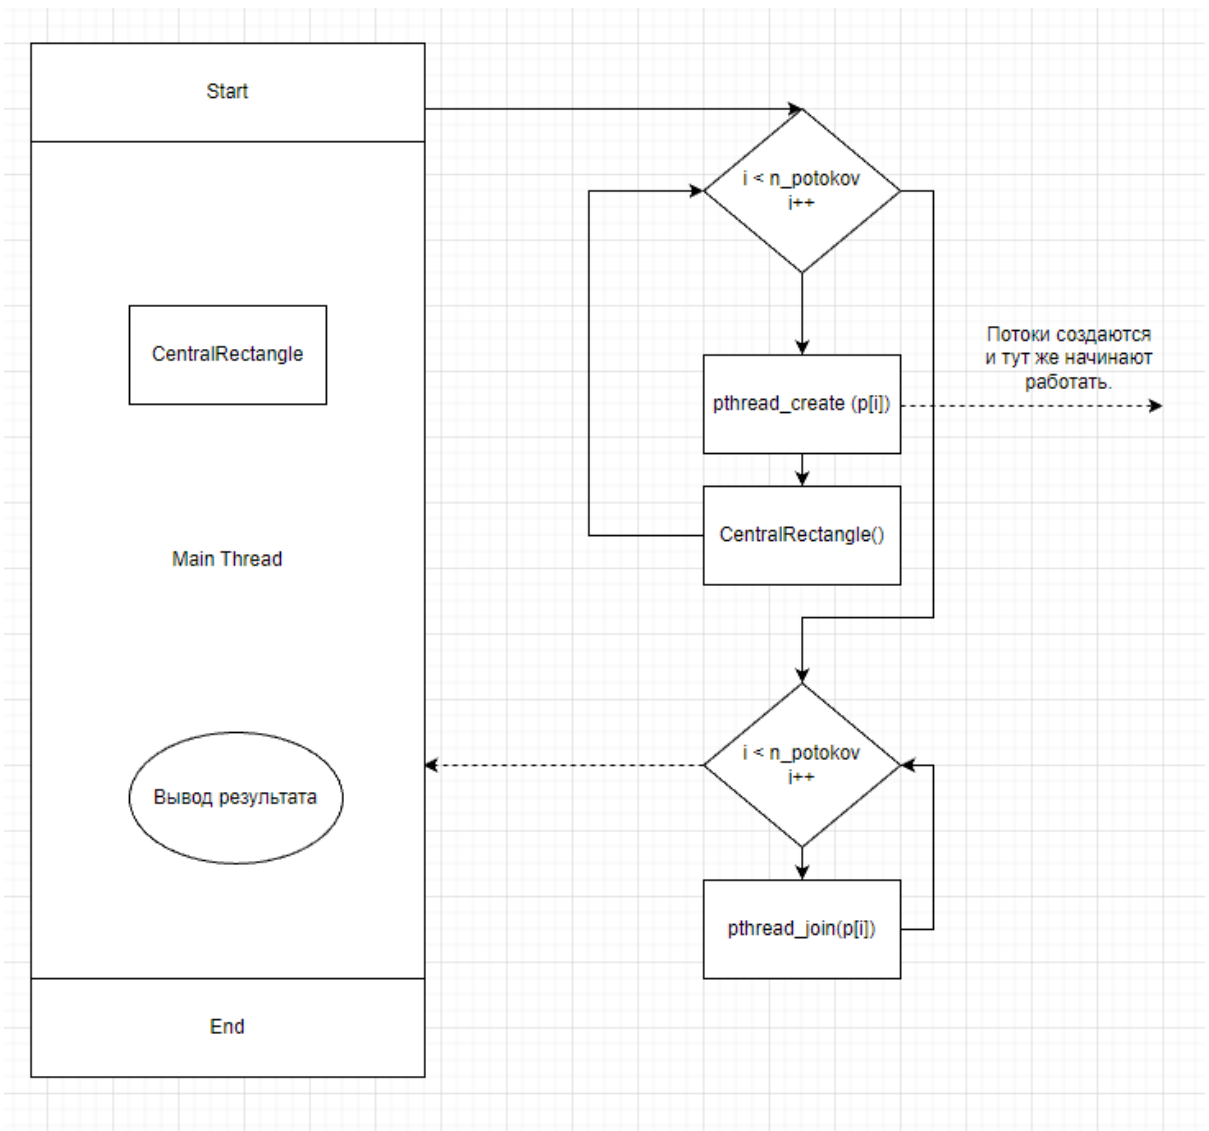 Start
CentralRectangle
Main Thread
Вывод результата
End
i < n_potokov
i++
pthread_create (p[i])
Потоки создаются
и тут же начинают
работать.
CentralRectangle()
i < n_potokov
i++
pthread_join(p[i])